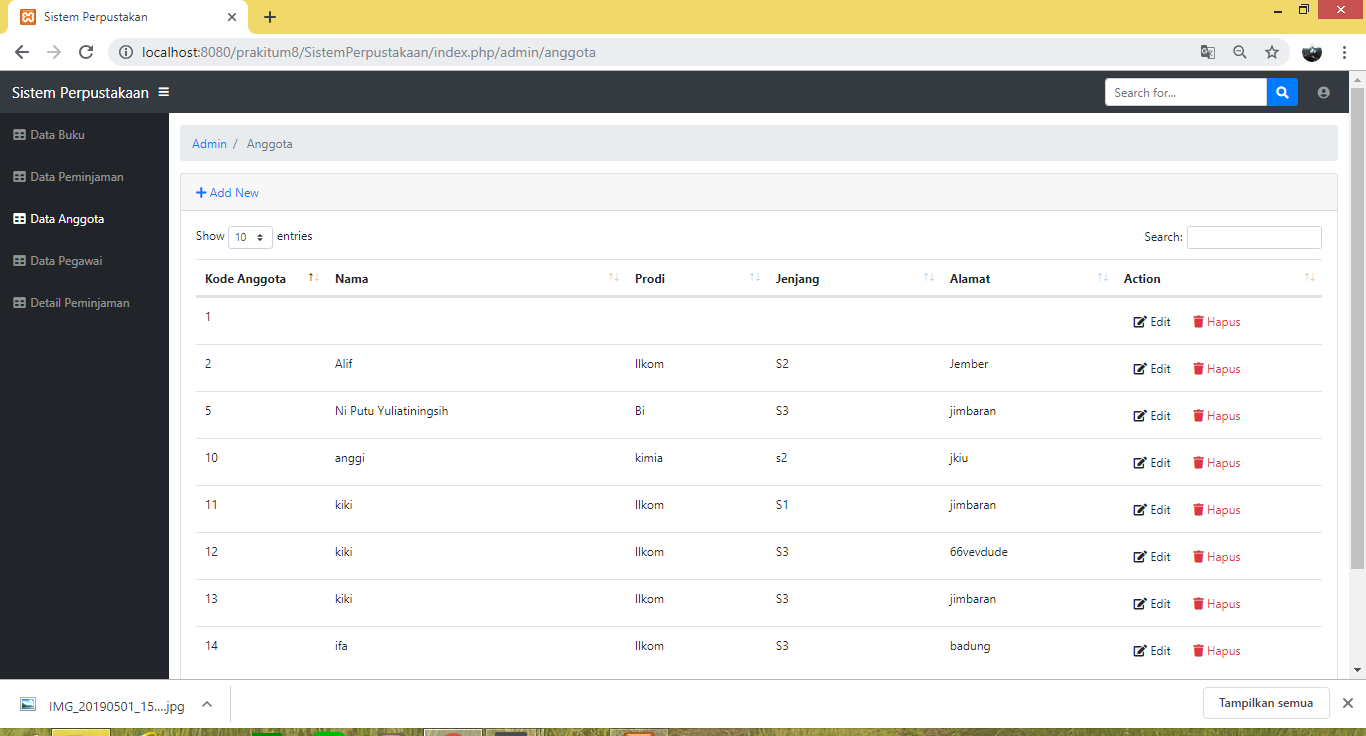 Sistem Perpustakan
localhost:8080/prakitum8/SistemPerpustakaan/index.php/admin/anggota
Sistem Perpustakaan
Search for...
Data Buku
Data Peminjaman
Data Anggota
Data Pegawai
Detail Peminjaman
Admin / Anggota
Add New
Show 10 entries
Search:
Kode Anggota Nama Prodi Jenjang Alamat Action
1 Edit Hapus
2 Alif Ilkom S2 Jember Edit Hapus
5 Ni Putu Yuliatiningsih Bi S3 jimbaran Edit Hapus
10 anggi kimia s2 jkiu Edit Hapus
11 kiki Ilkom S1 jimbaran Edit Hapus
12 kiki Ilkom S3 66vevdude Edit Hapus
13 kiki Ilkom S3 jimbaran Edit Hapus
14 ifa Ilkom S3 badung Edit Hapus
IMG_20190501_15....jpg
Tampilkan semua